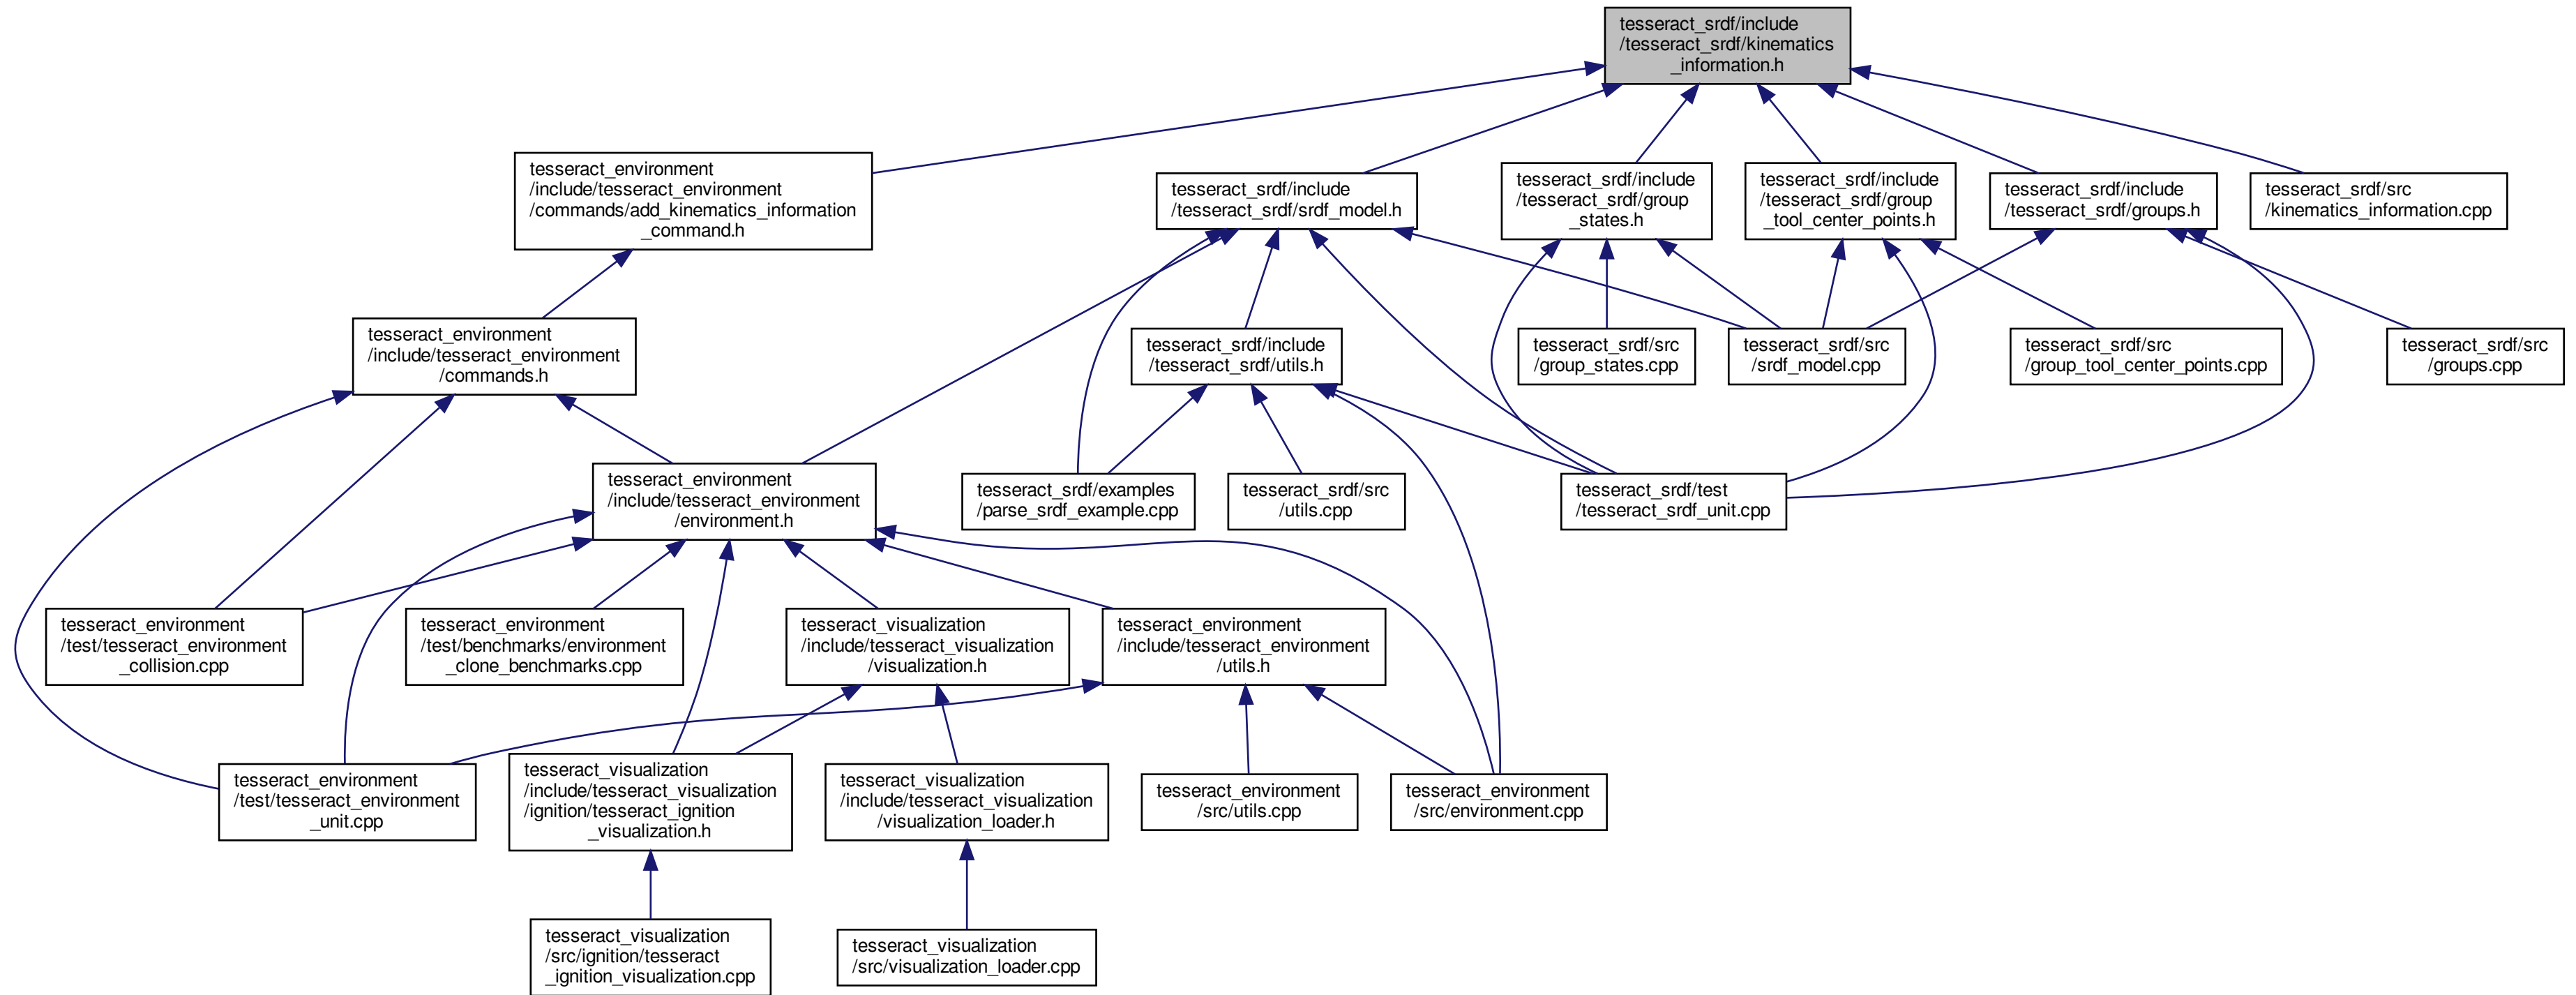 tesseract_srdf/include
/tesseract_srdf/kinematics
_information.h
tesseract_environment
/include/tesseract_environment
/commands/add_kinematics_information
_command.h
tesseract_srdf/include
/tesseract_srdf/srdf_model.h
tesseract_srdf/include
/tesseract_srdf/group
_states.h
tesseract_srdf/include
/tesseract_srdf/group
_tool_center_points.h
tesseract_srdf/include
/tesseract_srdf/groups.h
tesseract_srdf/src
/kinematics_information.cpp
tesseract_environment
/include/tesseract_environment
/commands.h
tesseract_srdf/include
/tesseract_srdf/utils.h
tesseract_srdf/src
/group_states.cpp
tesseract_srdf/src
/srdf_model.cpp
tesseract_srdf/src
/group_tool_center_points.cpp
tesseract_srdf/src
/groups.cpp
tesseract_environment
/include/tesseract_environment
/environment.h
tesseract_srdf/examples
/parse_srdf_example.cpp
tesseract_srdf/src
/utils.cpp
tesseract_srdf/test
/tesseract_srdf_unit.cpp
tesseract_environment
/test/tesseract_environment
_collision.cpp
tesseract_environment
/test/benchmarks/environment
_clone_benchmarks.cpp
tesseract_visualization
/include/tesseract_visualization
/visualization.h
tesseract_environment
/include/tesseract_environment
/utils.h
tesseract_environment
/test/tesseract_environment
_unit.cpp
tesseract_visualization
/include/tesseract_visualization
/ignition/tesseract_ignition
_visualization.h
tesseract_visualization
/include/tesseract_visualization
/visualization_loader.h
tesseract_environment
/src/utils.cpp
tesseract_environment
/src/environment.cpp
tesseract_visualization
/src/ignition/tesseract
_ignition_visualization.cpp
tesseract_visualization
/src/visualization_loader.cpp